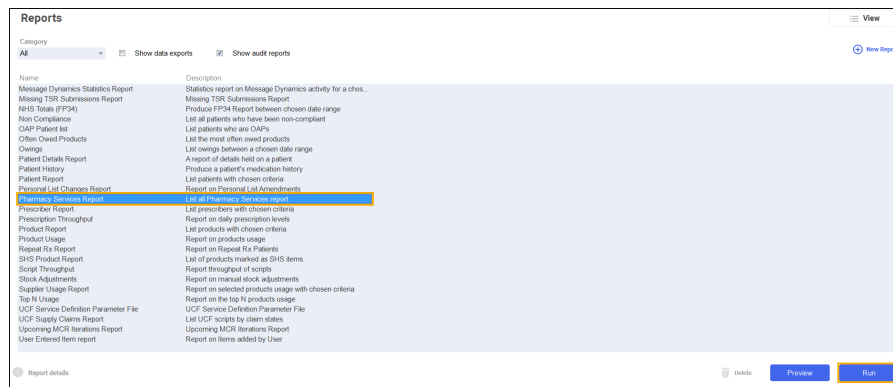 Reports
View
Category
All
Show data exports
Show audit reports
New Repo
Name Description
Message Dynamics Statistics Report Statistics report on Message Dynamics activity for a chos...
Missing TSR Submissions Report Missing TSR Submissions Report
NHS Totals (FP34) Produce FP34 Report between chosen date range
Non Compliance List all patients who have been non-compliant
OAP Patient list List patients who are OAPs
Often Owed Products List the most often owed products
Owings List owings between a chosen date range
Patient Details Report A report of details held on a patient
Patient History Produce a patient's medication history
Patient Report List patients with chosen criteria
Personal List Changes Report Report on Personal List Amendments
Pharmacy Services Report List all Pharmacy Services report
Prescriber Report List prescribers with chosen criteria
Prescription Throughput Report on daily prescription levels
Product Report List products with chosen criteria
Product Usage Report on products usage
Repeat Rx Report Report on Repeat Rx Patients
SHS Product Report List of products marked as SHS items.
Script Throughput Report throughput of scripts
Stock Adjustments Report on manual stock adjustments
Supplier Usage Report Report on selected products usage with chosen criteria
Top N Usage Report on the top N products usage
UCF Service Definition Parameter File UCF Service Definition Parameter File
UCF Supply Claims Report List UCF scripts by claim states
Upcoming MCR Iterations Report Upcoming MCR Iterations Report
User Entered Item report Report on Items added by User
Report details
Delete
Preview
Run